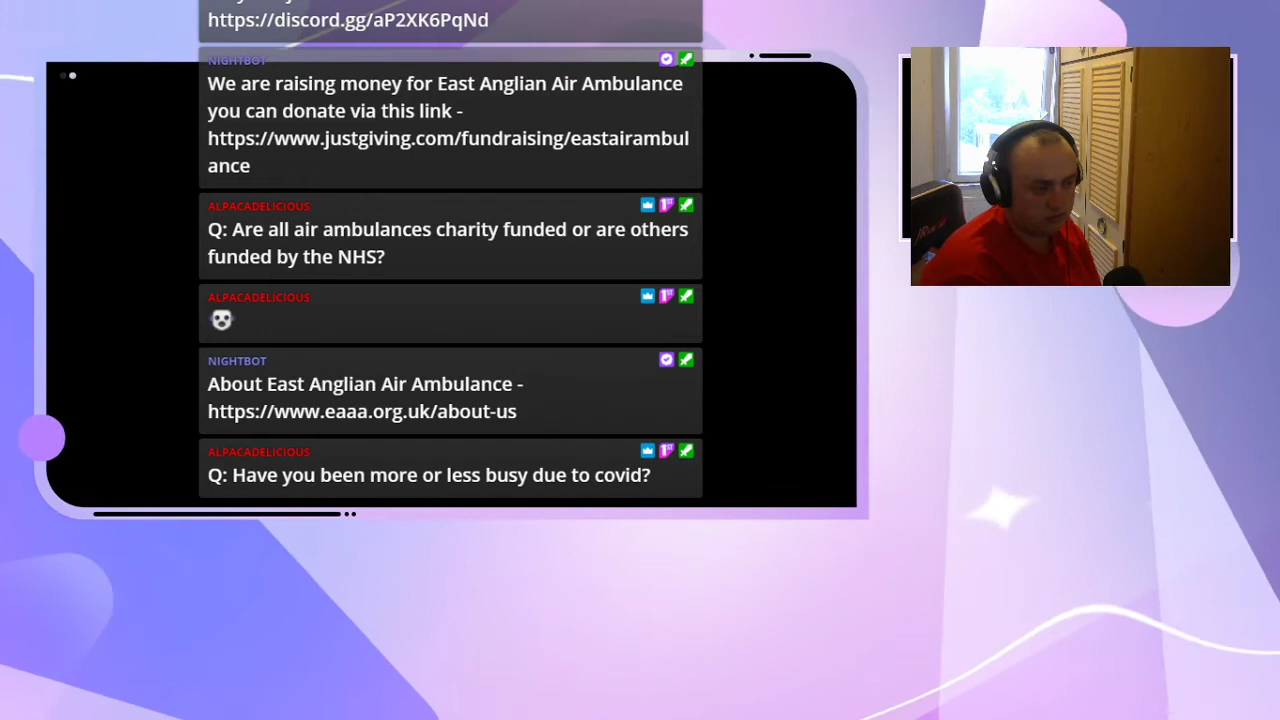 https://discord.gg/aP2XK6PqNd
NIGHTBOT
We are raising money for East Anglian Air Ambulance
you can donate via this link -
https://www.justgiving.com/fundraising/eastairambul
ance
ALPACADELICIOUS
Q: Are all air ambulances charity funded or are others
funded by the NHS?
ALPACADELICIOUS
NIGHTBOT
About East Anglian Air Ambulance -
https://www.eaaa.org.uk/about-us
ALPACADELICIOUS
Q: Have you been more or less busy due to covid?